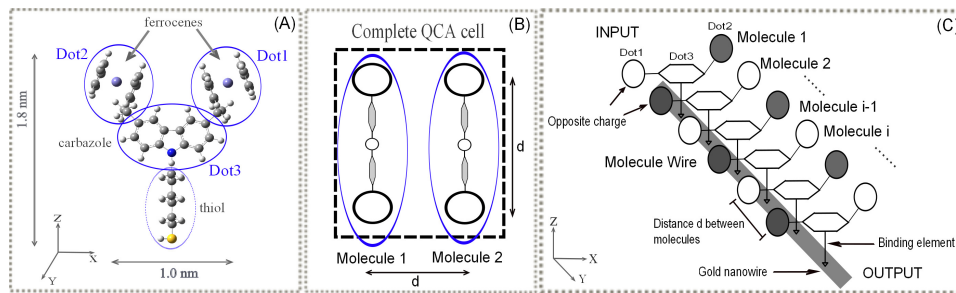 (A)
ferrocenes
Dot2
Dot1
1.8 nm
carbazole
Dot3
thiol
Z
X
Y
1.0 nm
(B)
Complete QCA cell
d
Molecule 1
Molecule 2
d
(C)
INPUT
Dot2
Molecule 1
Dot1
Dot3
Molecule 2
Opposite charge
Molecule i-1
Molecule i
Molecule Wire
Distance d between
molecules
Binding element
Z
X
Y
Gold nanowire
OUTPUT